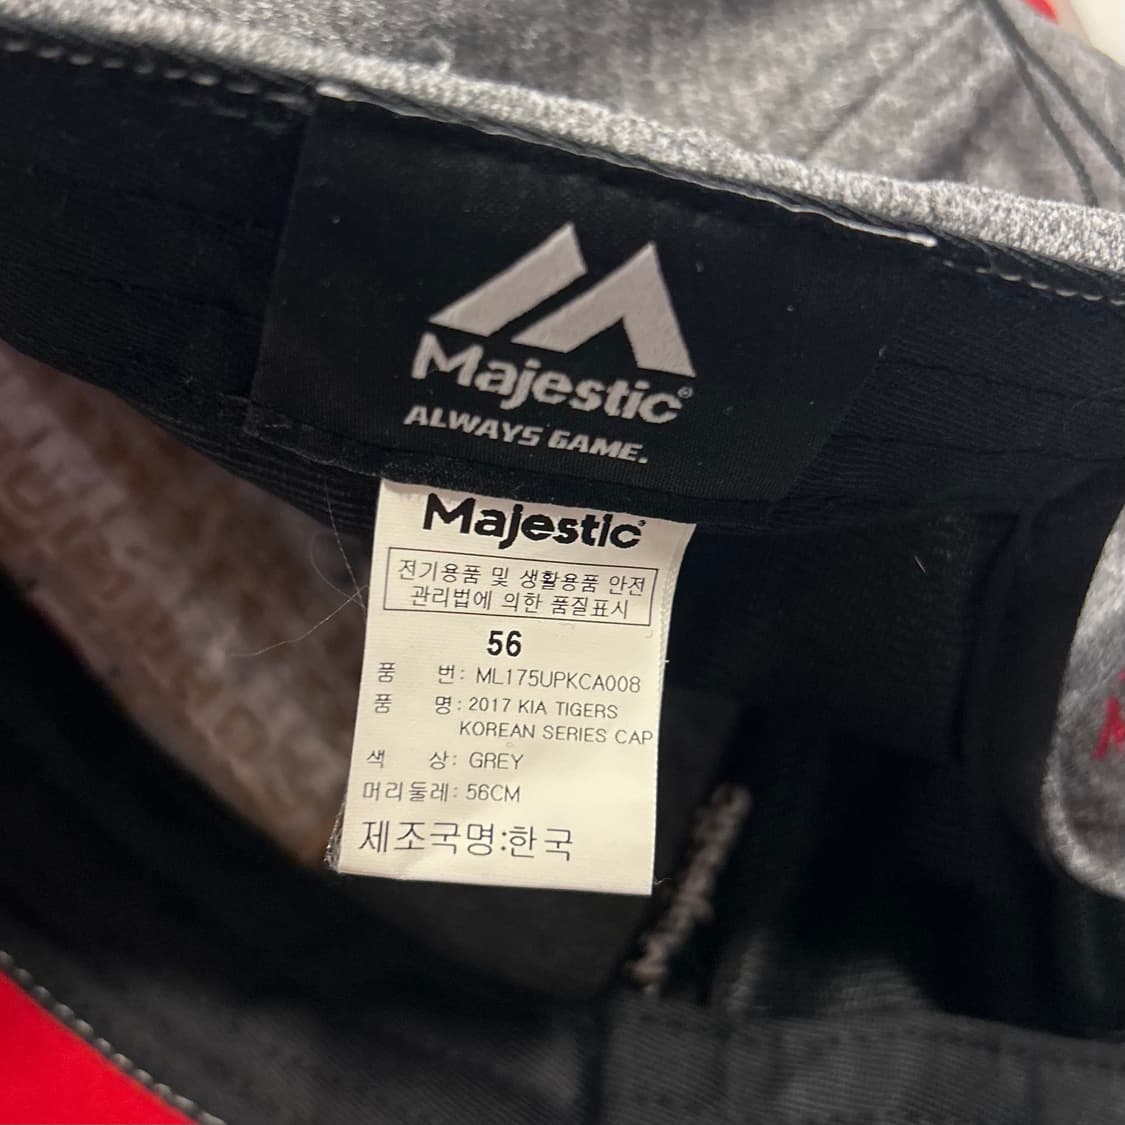 Majestic®
ALWAYS GAME.
Majestic
전기용품 및 생활용품 안전
관리법에 의한 품질표시
56
품 번: ML175UPKCA008
품 명: 2017 KIA TIGERS
KOREAN SERIES CAP
색 상: GREY
머리둘레: 56CM
제조국명:한국